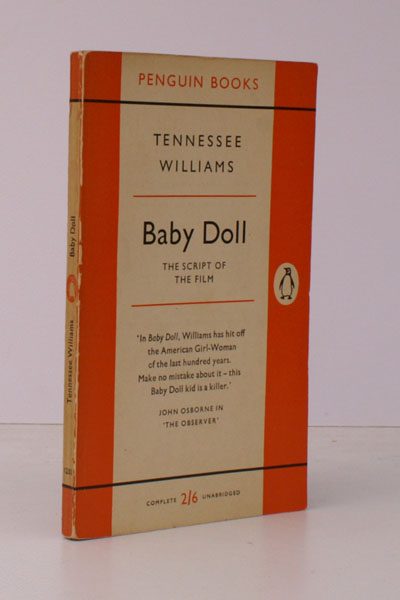 PENGUIN BOOKS
TENNESSEE
WILLIAMS
Baby Doll
THE SCRIPT OF
THE FILM
'In Baby Doll, Williams has hit off
the American Girl-Woman
of the last hundred years.
Make no mistake about it – this
Baby Doll kid is a killer.'
JOHN OSBORNE IN
'THE OBSERVER'
COMPLETE 2/6 UNABRIDGED
Tennessee Williams
Baby Doll